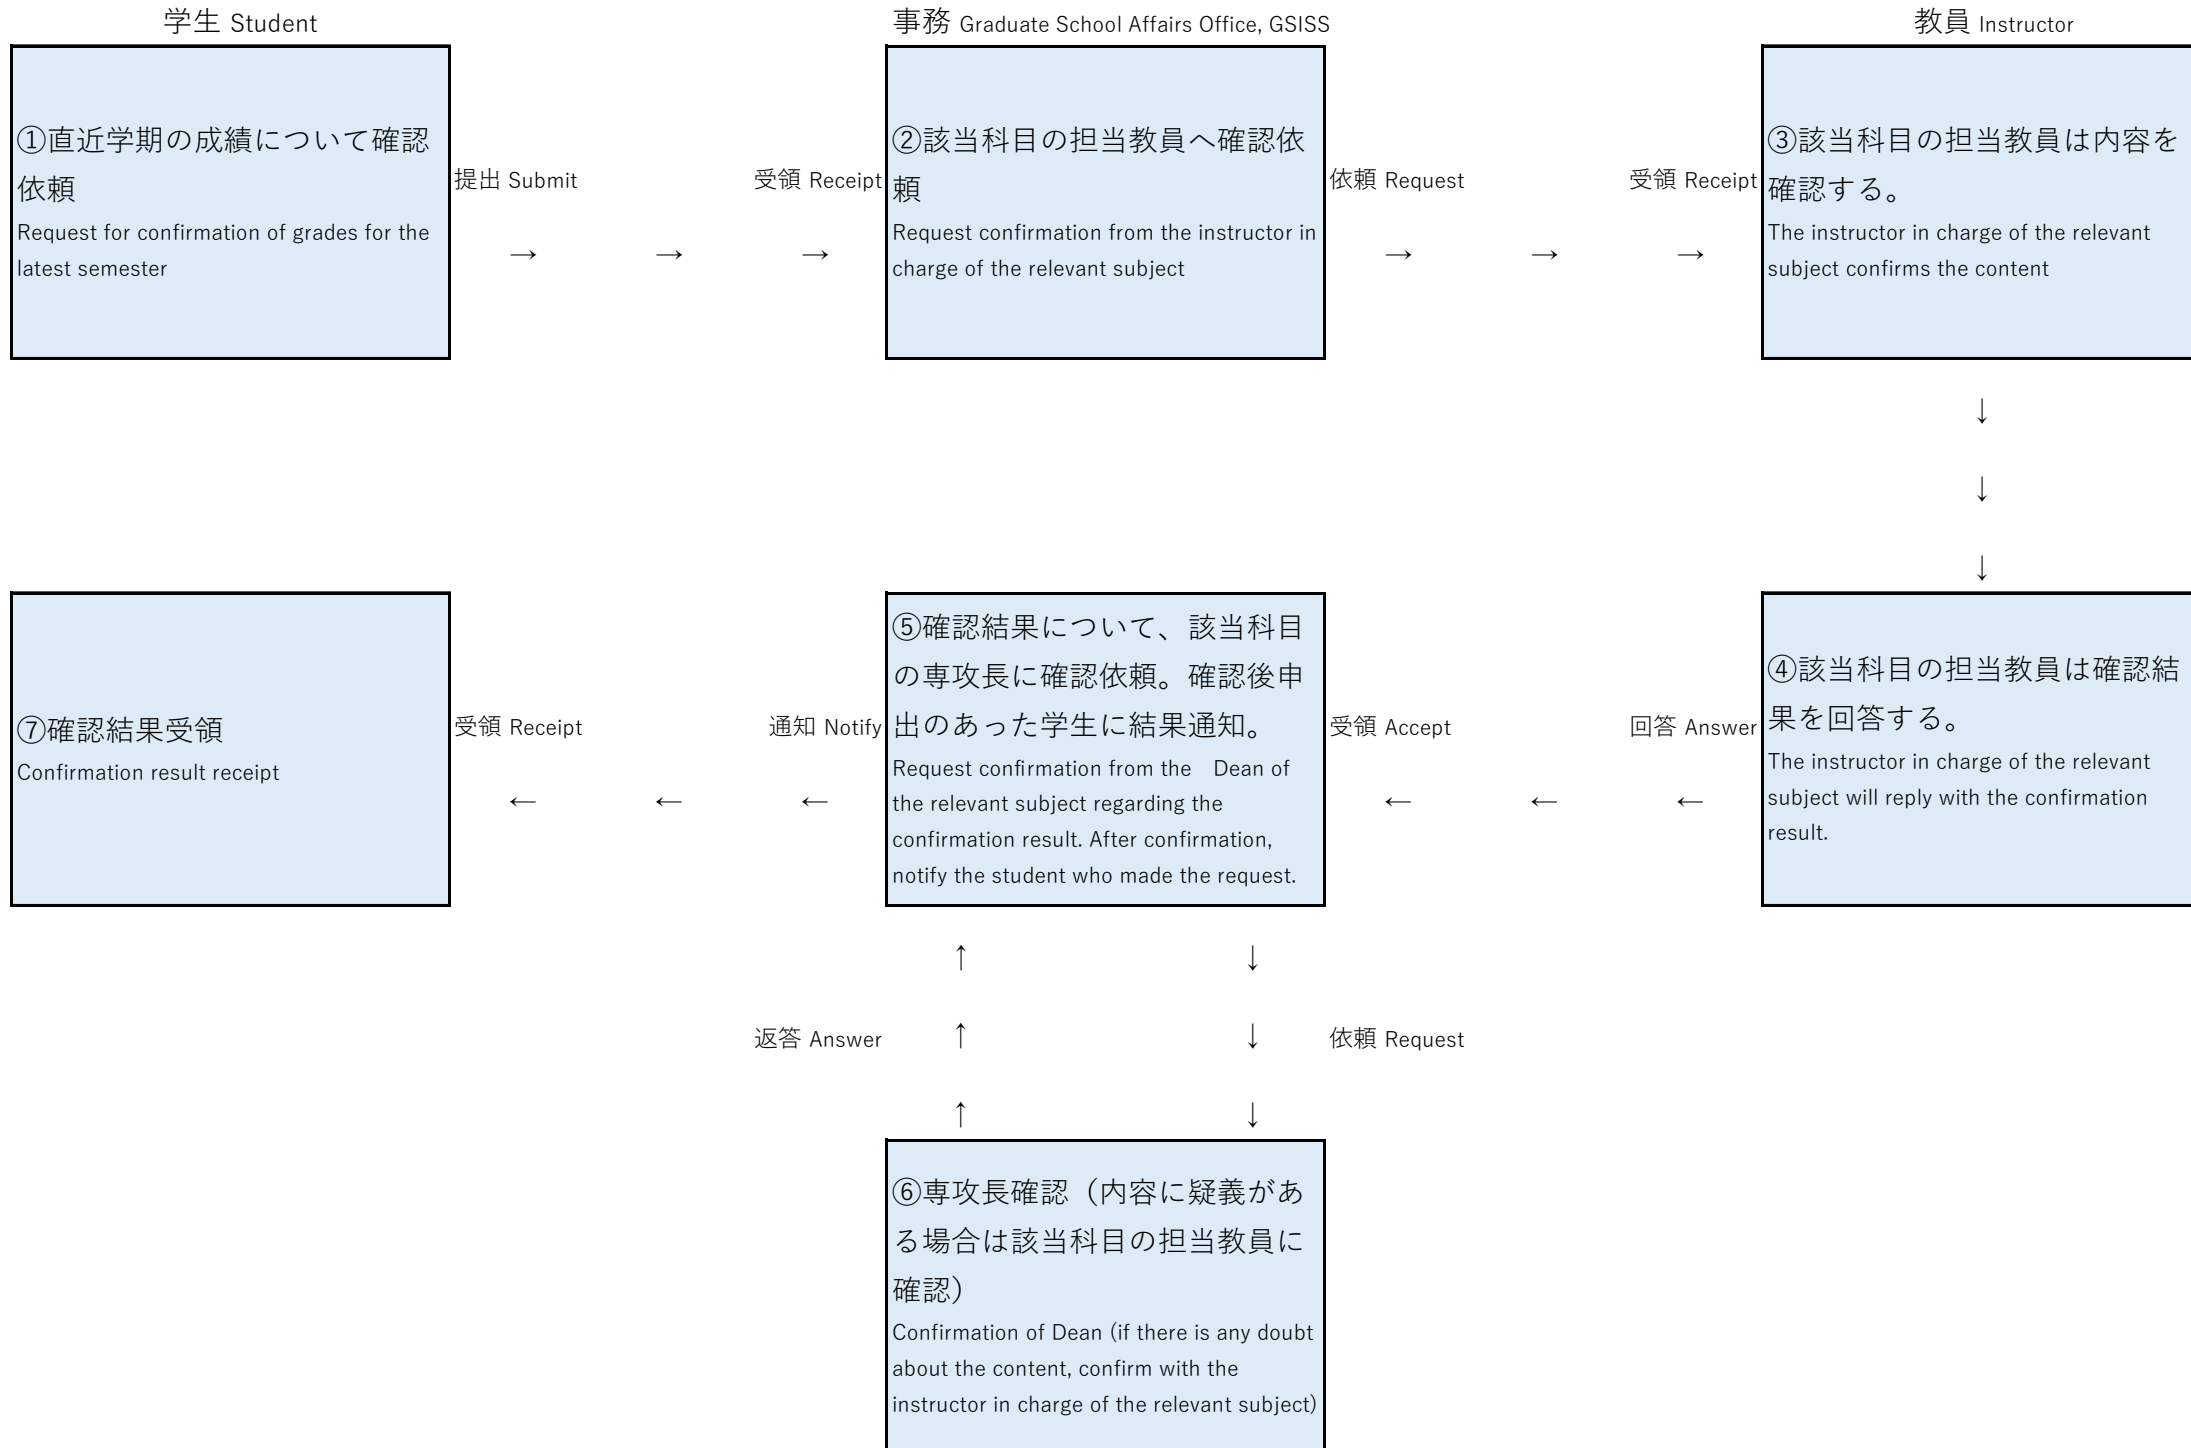 学生 Student
事務 Graduate School Affairs Office, GSISS
教員 Instructor
①直近学期の成績について確認
依頼
Request for confirmation of grades for the
latest semester
提出 Submit
→ → →
受領 Receipt
②該当科目の担当教員へ確認依
頼
Request confirmation from the instructor in
charge of the relevant subject
依頼 Request
→ → →
受領 Receipt
③該当科目の担当教員は内容を
確認する。
The instructor in charge of the relevant
subject confirms the content
↓
↓
↓
④該当科目の担当教員は確認結
果を回答する。
The instructor in charge of the relevant
subject will reply with the confirmation
result.
回答 Answer
← ← ←
受領 Accept
⑤確認結果について、該当科目
の専攻長に確認依頼。確認後申
出のあった学生に結果通知。
Request confirmation from the　Dean of
the relevant subject regarding the
confirmation result. After confirmation,
notify the student who made the request.
通知 Notify
← ← ←
受領 Receipt
⑦確認結果受領
Confirmation result receipt
↑ ↓
返答 Answer ↑ ↓ 依頼 Request
↑ ↓
⑥専攻長確認（内容に疑義があ
る場合は該当科目の担当教員に
確認）
Confirmation of Dean (if there is any doubt
about the content, confirm with the
instructor in charge of the relevant subject)